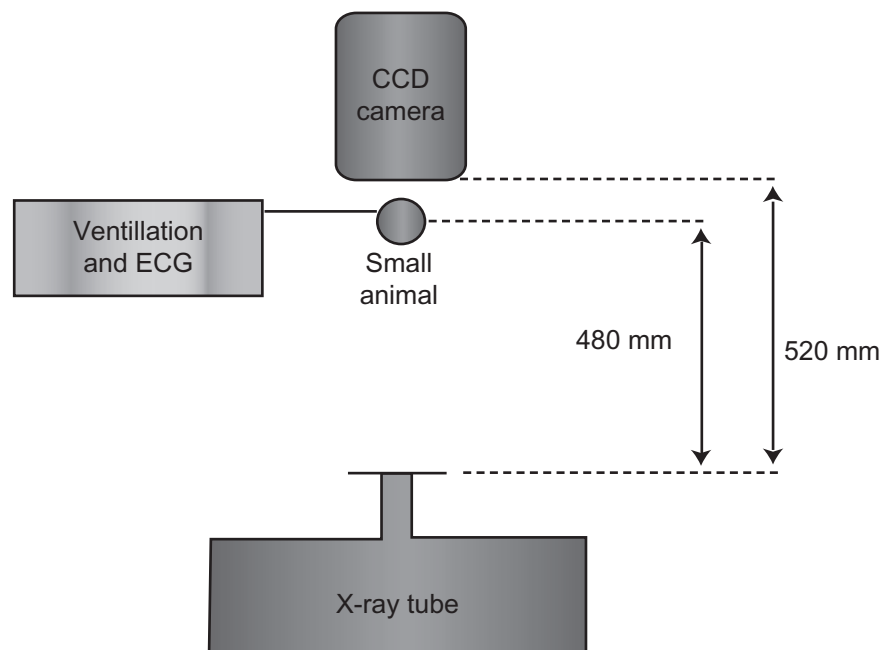 CCD
camera
Ventillation
and ECG
Small
animal
480 mm
520 mm
X-ray tube